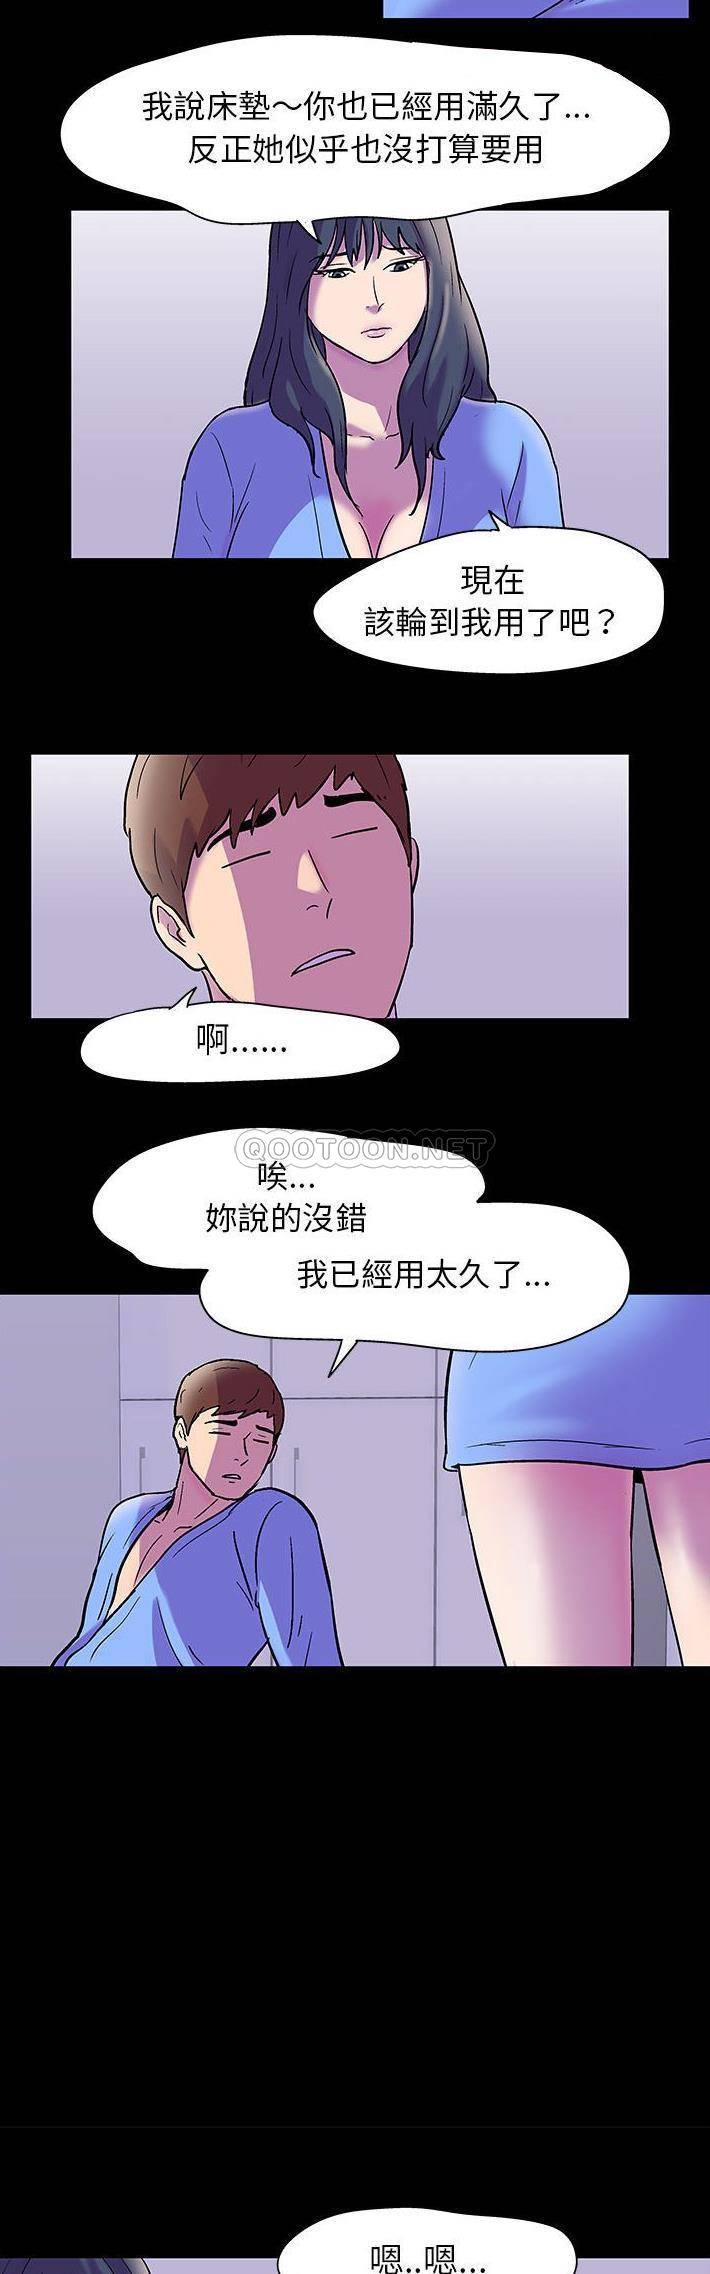 我說床墊～你也已經用滿久了...
反正她似乎也沒打算要用
現在
該輪到我用了吧？
啊......
QOOTOON.NET
唉...
妳說的沒錯
我已經用太久了...
嗯..嗯...